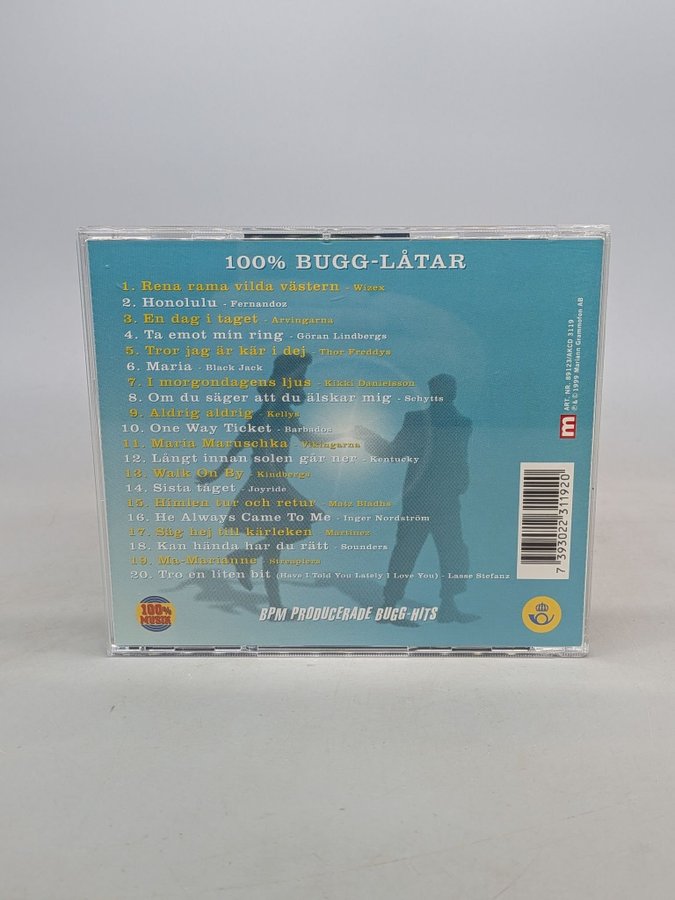 100% BUGG-LÅTAR
1. Rena rama vilda västern - Wizex
2. Honolulu - Fernandoz
3. En dag i taget - Arvingarna
4. Ta emot min ring - Göran Lindbergs
5. Tror jag är kär i dej - Thor Freddys
6. Maria - Black Jack
7. I morgondagens ljus - Kikki Danielsson
8. Om du säger att du älskar mig - Schytts
9. Aldrig aldrig - Kellys
10. One Way Ticket - Barbados
11. Maria Maruschka - Vikingarna
12. Långt innan solen går ner - Kentucky
13. Walk On By - Kindbergs
14. Sista tåget - Joyride
15. Himlen tur och retur - Matz Bladhs
16. He Always Came To Me - Inger Nordström
17. Säg hej till kärleken - Martinez
18. Kan hända har du rätt - Sounders
19. My-Marianne - Streaplers
20. Tro en liten bit (Have I Told You Lately I Love You) - Lasse Stefanz
100%
MUSIK
BPM PRODUCERADE BUGG-HITS
m
ART. NR. 89123/AKCD 3119
℗ & © 1999 Mariann Grammofon AB
7 393022 311920